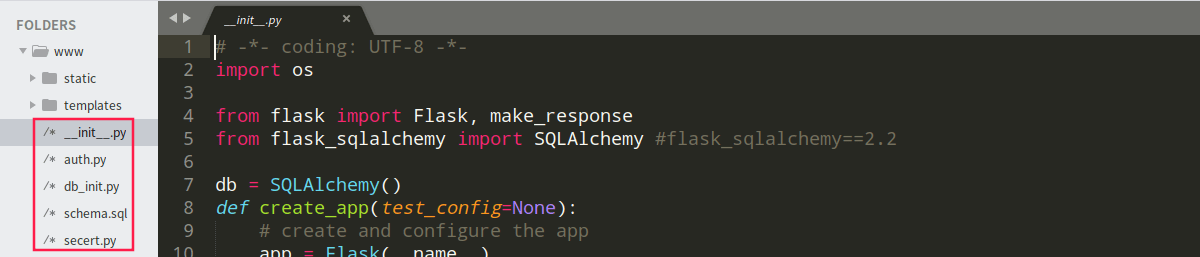 FOLDERS
www
static
templates
/* __init__.py
/* auth.py
/* db_init.py
/* schema.sql
/* secert.py
__init__.py ×
1 # -*- coding: UTF-8 -*-
2 import os
3
4 from flask import Flask, make_response
5 from flask_sqlalchemy import SQLAlchemy #flask_sqlalchemy==2.2
6
7 db = SQLAlchemy()
8 def create_app(test_config=None):
9 # create and configure the app
10 app = Flask(__name__)